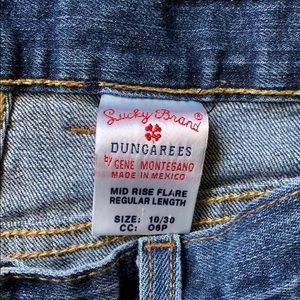 Lucky Brand®
DUNGAREES
by GENE MONTESANO
MADE IN MEXICO
MID RISE FLARE
REGULAR LENGTH
SIZE: 10/30
CC: 06P